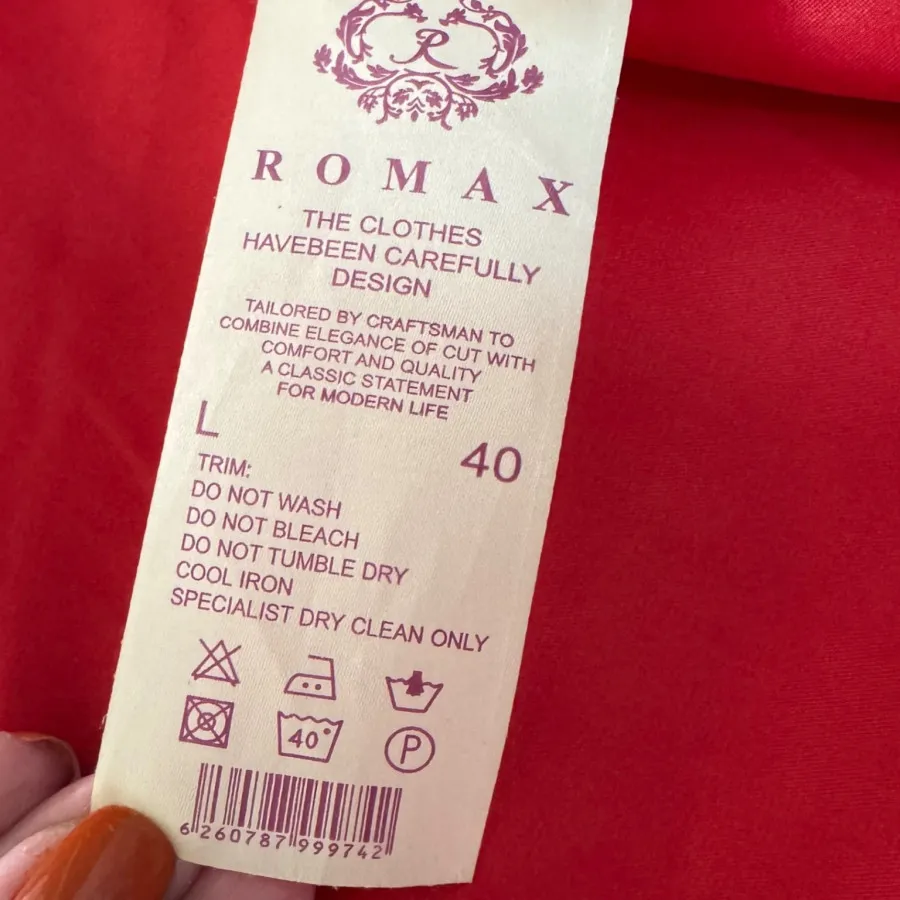 R
ROMAX
THE CLOTHES
HAVEBEEN CAREFULLY
DESIGN
TAILORED BY CRAFTSMAN TO
COMBINE ELEGANCE OF CUT WITH
COMFORT AND QUALITY
A CLASSIC STATEMENT
FOR MODERN LIFE
L 40
TRIM:
DO NOT WASH
DO NOT BLEACH
DO NOT TUMBLE DRY
COOL IRON
SPECIALIST DRY CLEAN ONLY
40°
P
6260787999742